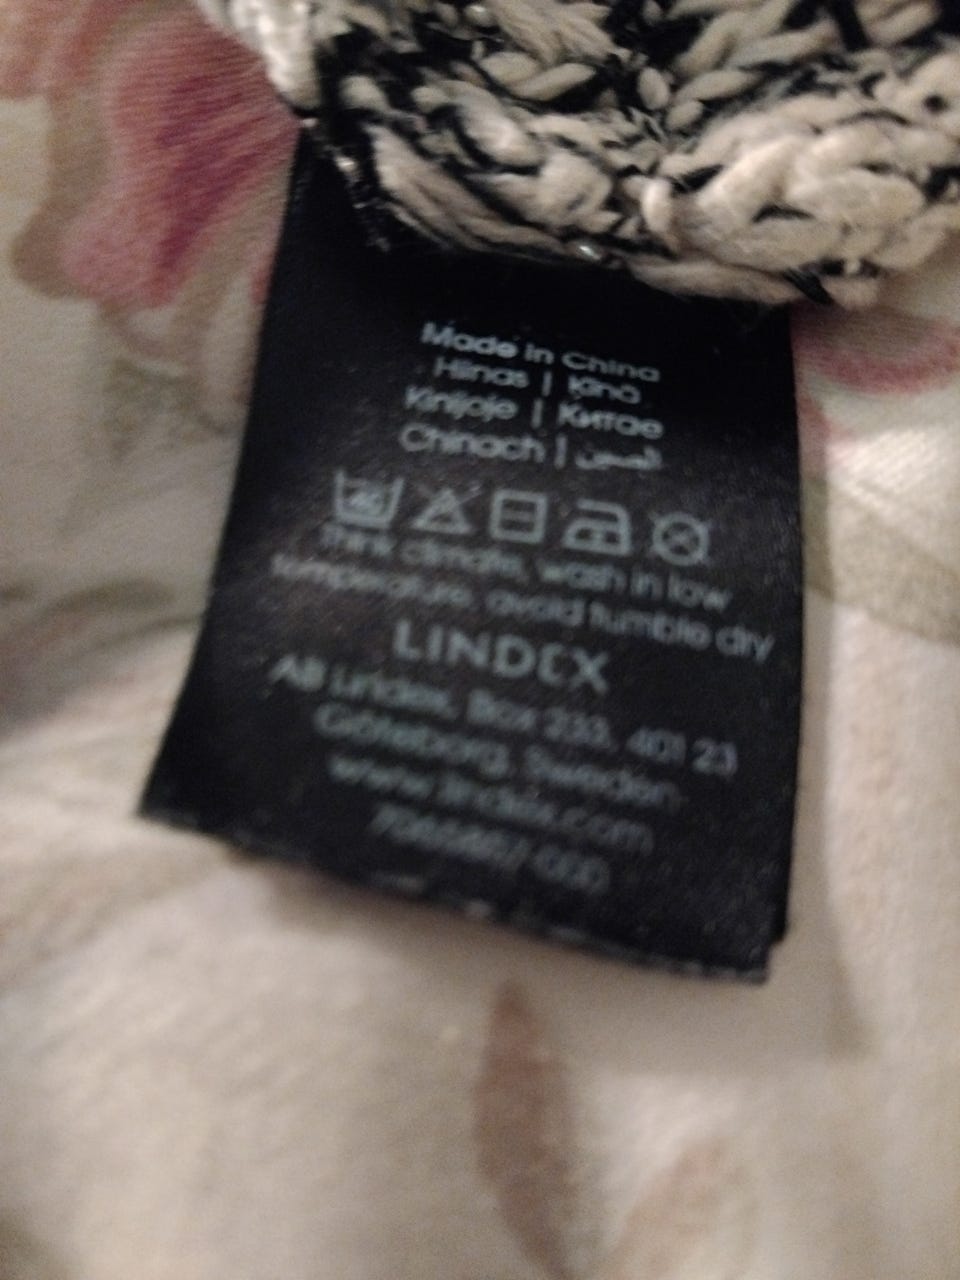 Made in China
Hiinas | Kina
Kinijoje | Китае
Chinach | الصين
Think climate, wash in low
temperature, avoid tumble dry
LINDEX
AB Lindex, Box 233, 401 23
Göteborg, Sweden
www.lindex.com